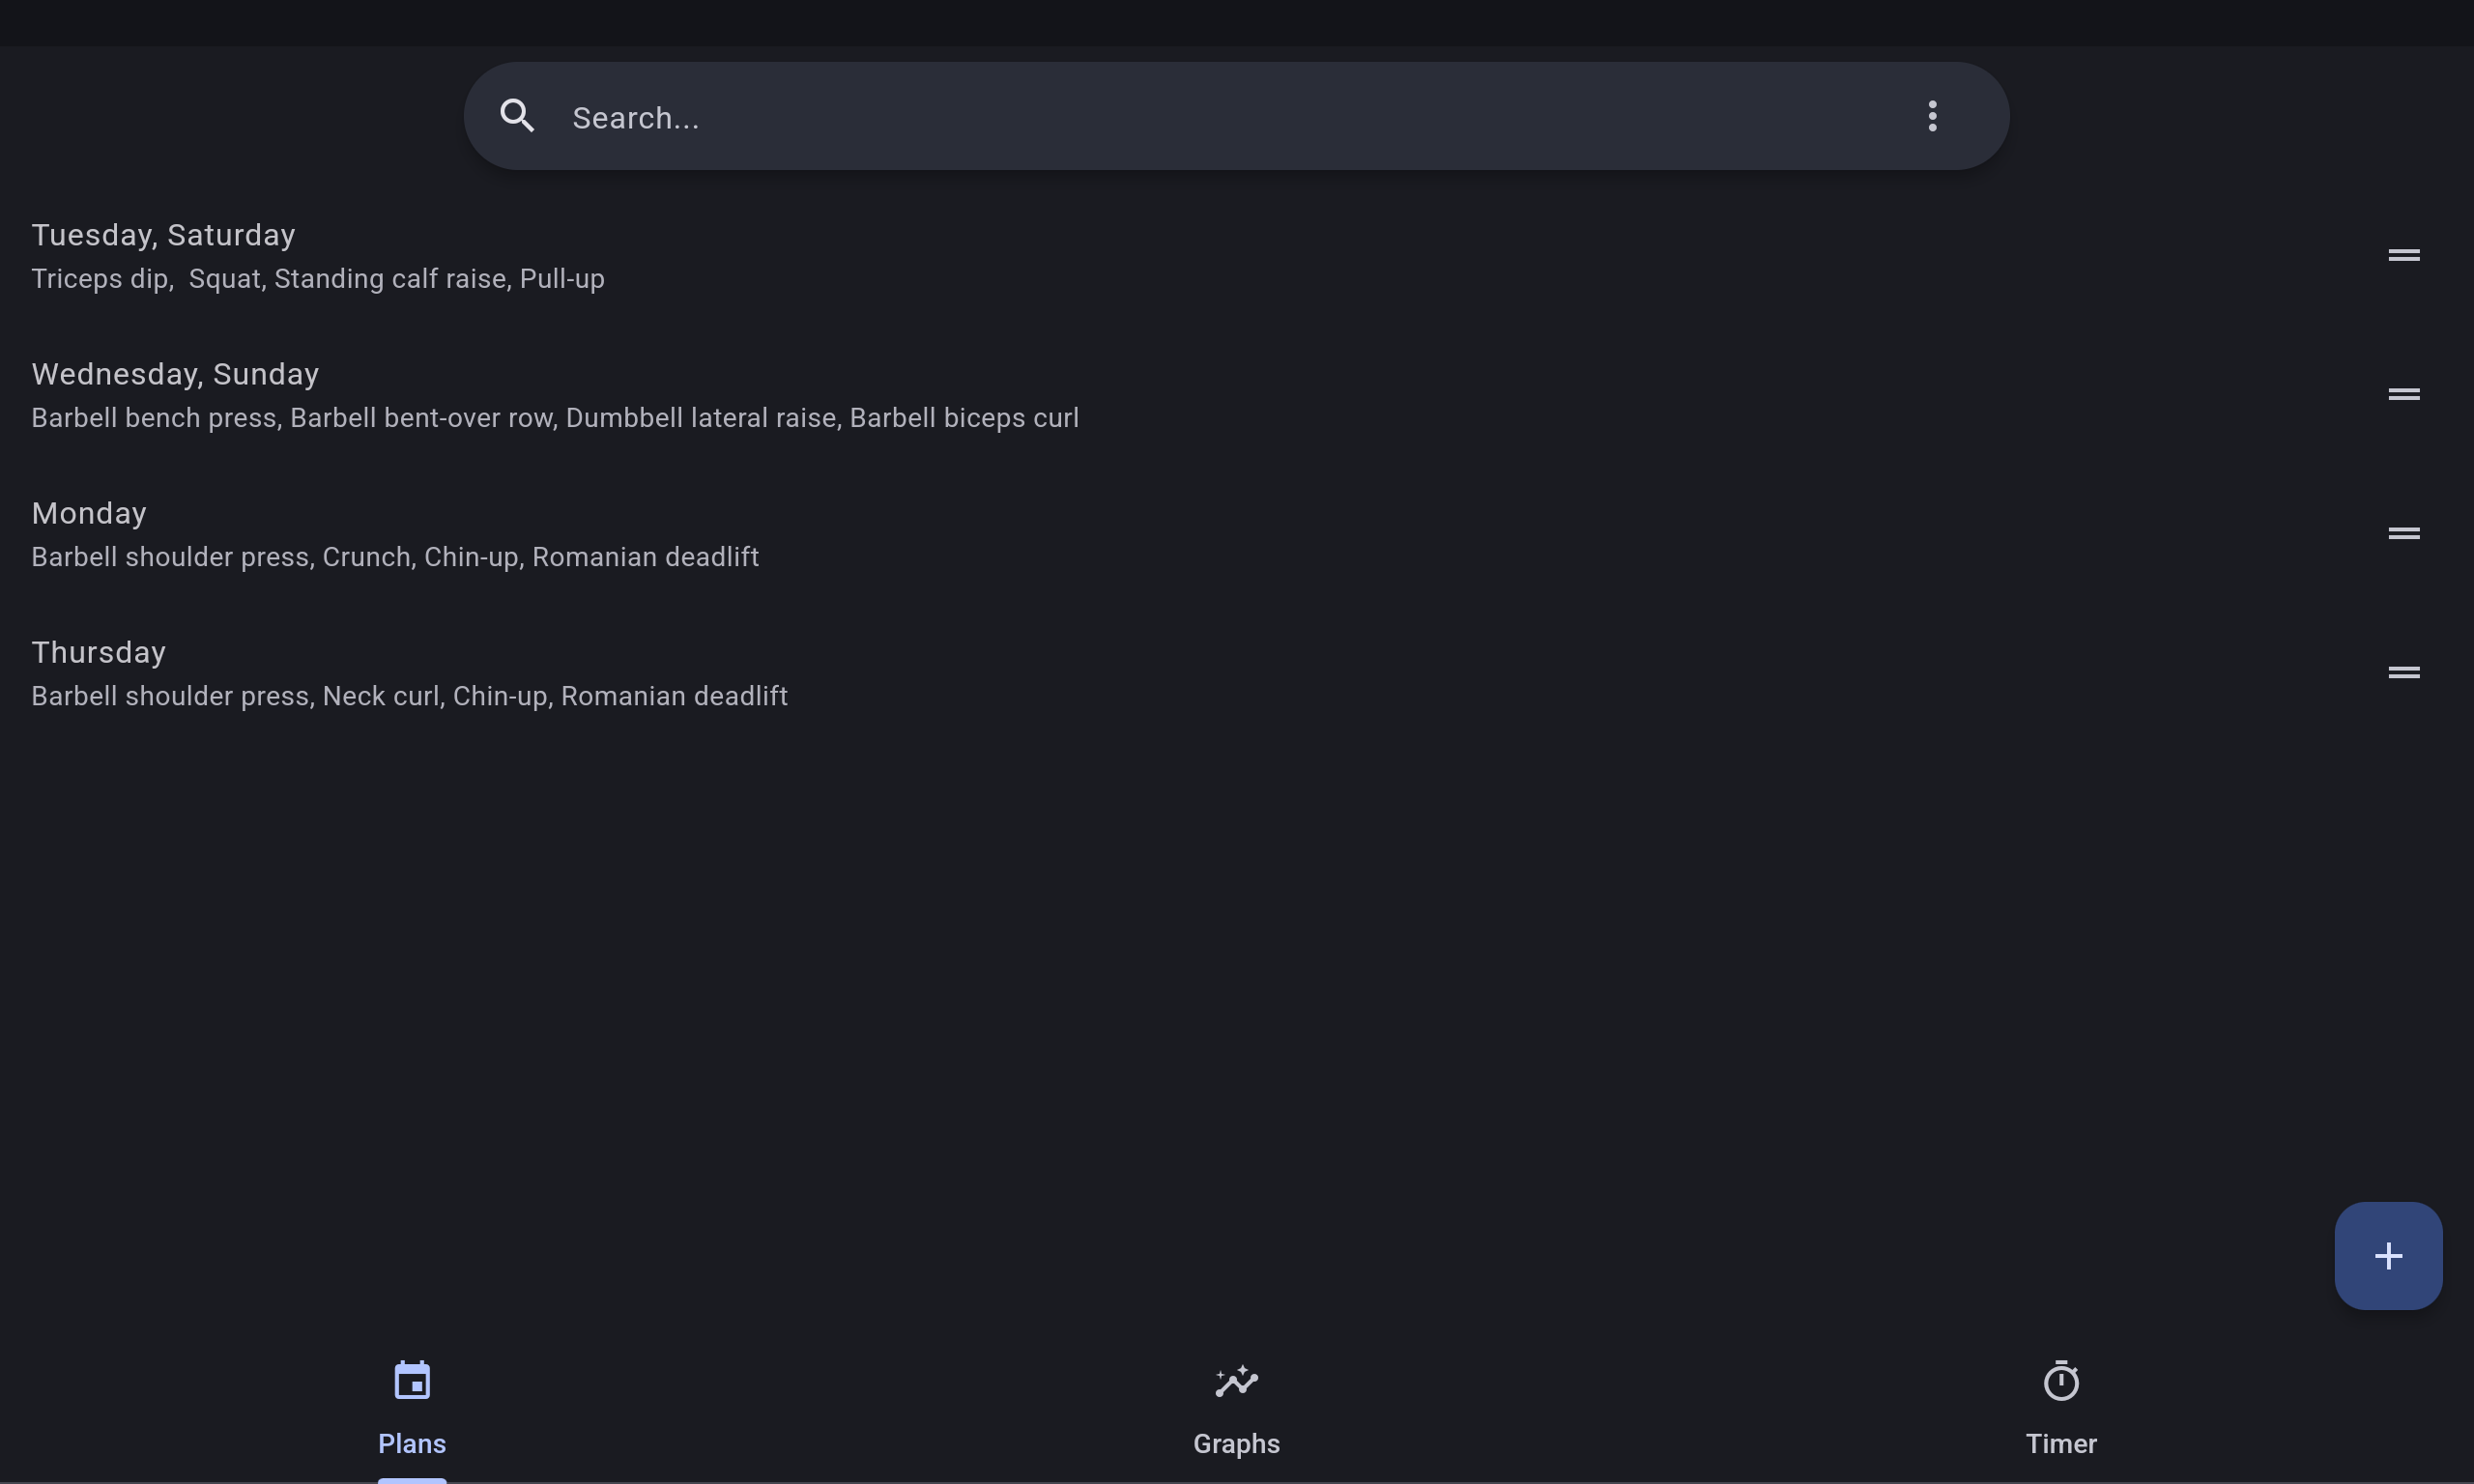 Search...
Tuesday, Saturday
Triceps dip,  Squat, Standing calf raise, Pull-up
Wednesday, Sunday
Barbell bench press, Barbell bent-over row, Dumbbell lateral raise, Barbell biceps curl
Monday
Barbell shoulder press, Crunch, Chin-up, Romanian deadlift
Thursday
Barbell shoulder press, Neck curl, Chin-up, Romanian deadlift
Plans
Graphs
Timer